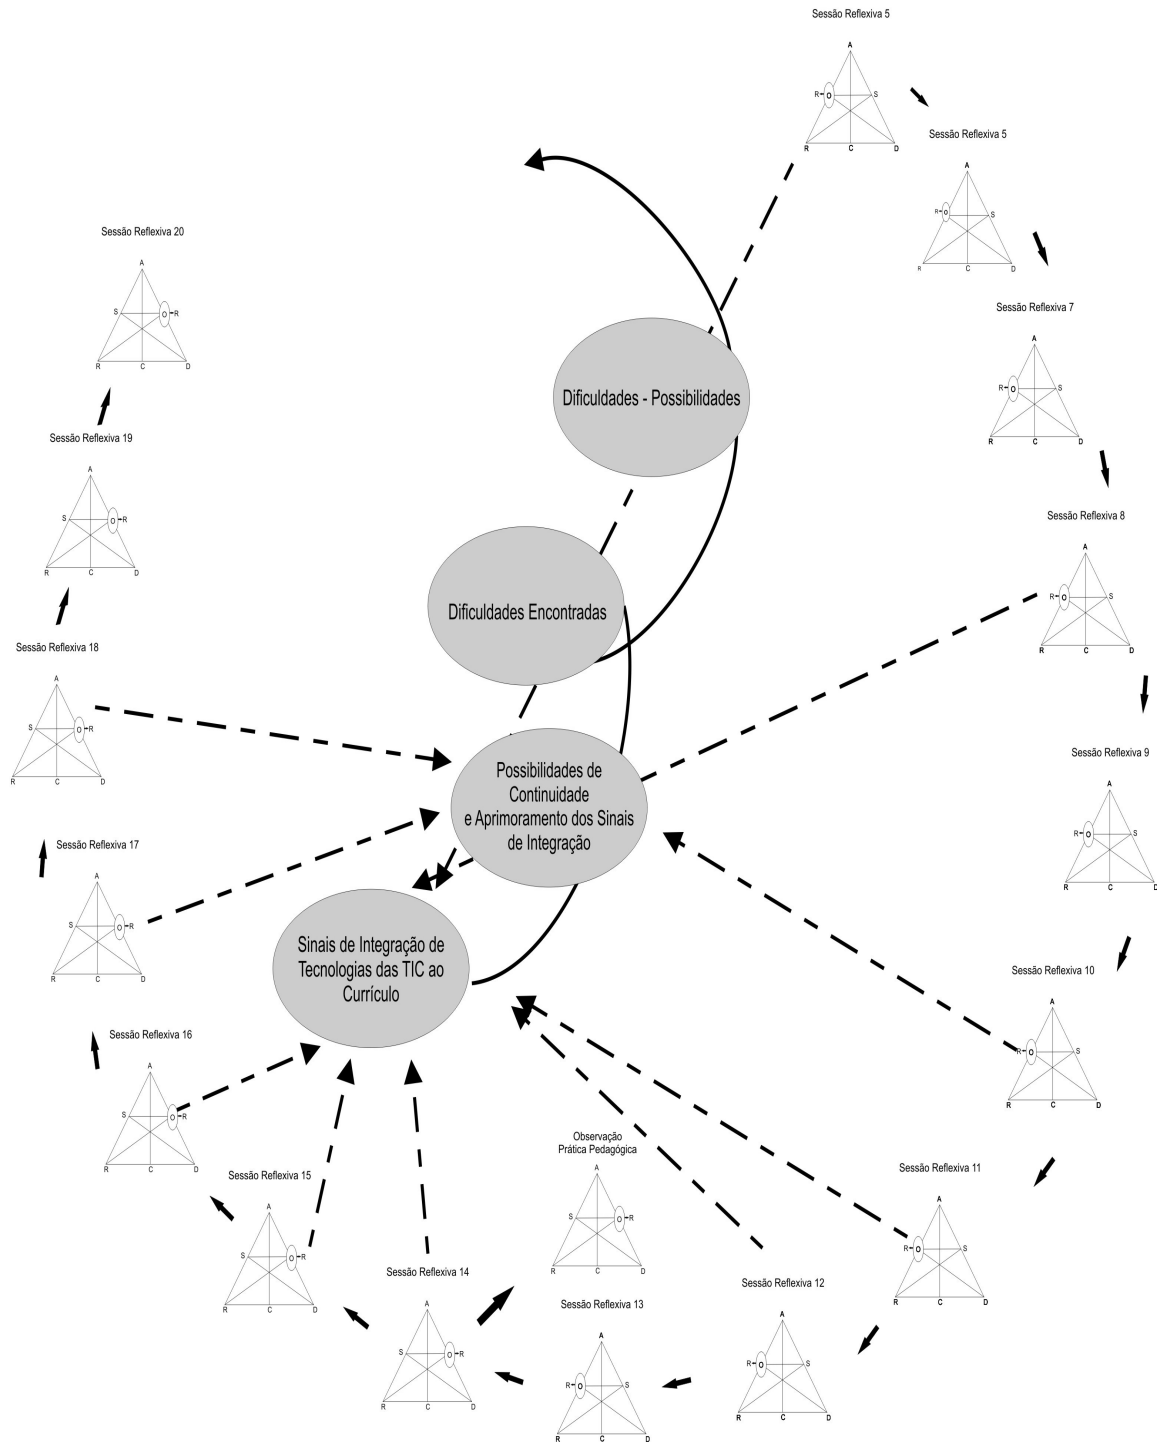 Sessão Reflexiva 5
A
R
O
S
R
C
D
Sessão Reflexiva 5
A
R
O
S
R
C
D
Sessão Reflexiva 7
A
R
O
S
R
C
D
Sessão Reflexiva 8
A
R
O
S
R
C
D
Sessão Reflexiva 9
A
R
O
S
R
C
D
Sessão Reflexiva 10
A
R
O
S
R
C
D
Sessão Reflexiva 11
A
R
O
S
R
C
D
Sessão Reflexiva 12
A
R
O
S
R
C
D
Sessão Reflexiva 13
A
R
O
S
R
C
D
Sessão Reflexiva 14
A
S
O
R
R
C
D
Observação
Prática Pedagógica
A
S
O
R
R
C
D
Sessão Reflexiva 15
A
S
O
R
R
C
D
Sessão Reflexiva 16
A
S
O
R
R
C
D
Sessão Reflexiva 17
A
S
O
R
R
C
D
Sessão Reflexiva 18
A
S
O
R
R
C
D
Sessão Reflexiva 19
A
S
O
R
R
C
D
Sessão Reflexiva 20
A
S
O
R
R
C
D
Dificuldades - Possibilidades
Dificuldades Encontradas
Possibilidades de
Continuidade
e Aprimoramento dos Sinais
de Integração
Sinais de Integração de
Tecnologias das TIC ao
Currículo